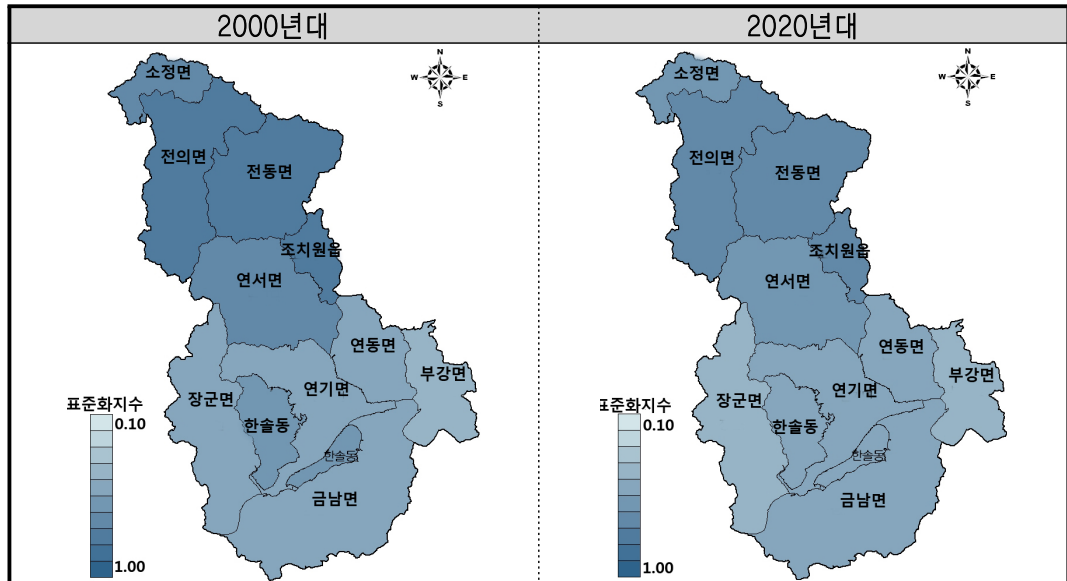 2000년대
2020년대
소정면
N
W
E
S
전의면
전동면
조치원읍
연서면
연동면
부강면
연기면
장군면
한솔동
한솔동
금남면
표준화지수
0.10
1.00
소정면
N
W
E
S
전의면
전동면
조치원읍
연서면
연동면
부강면
연기면
장군면
한솔동
한솔동
금남면
표준화지수
0.10
1.00